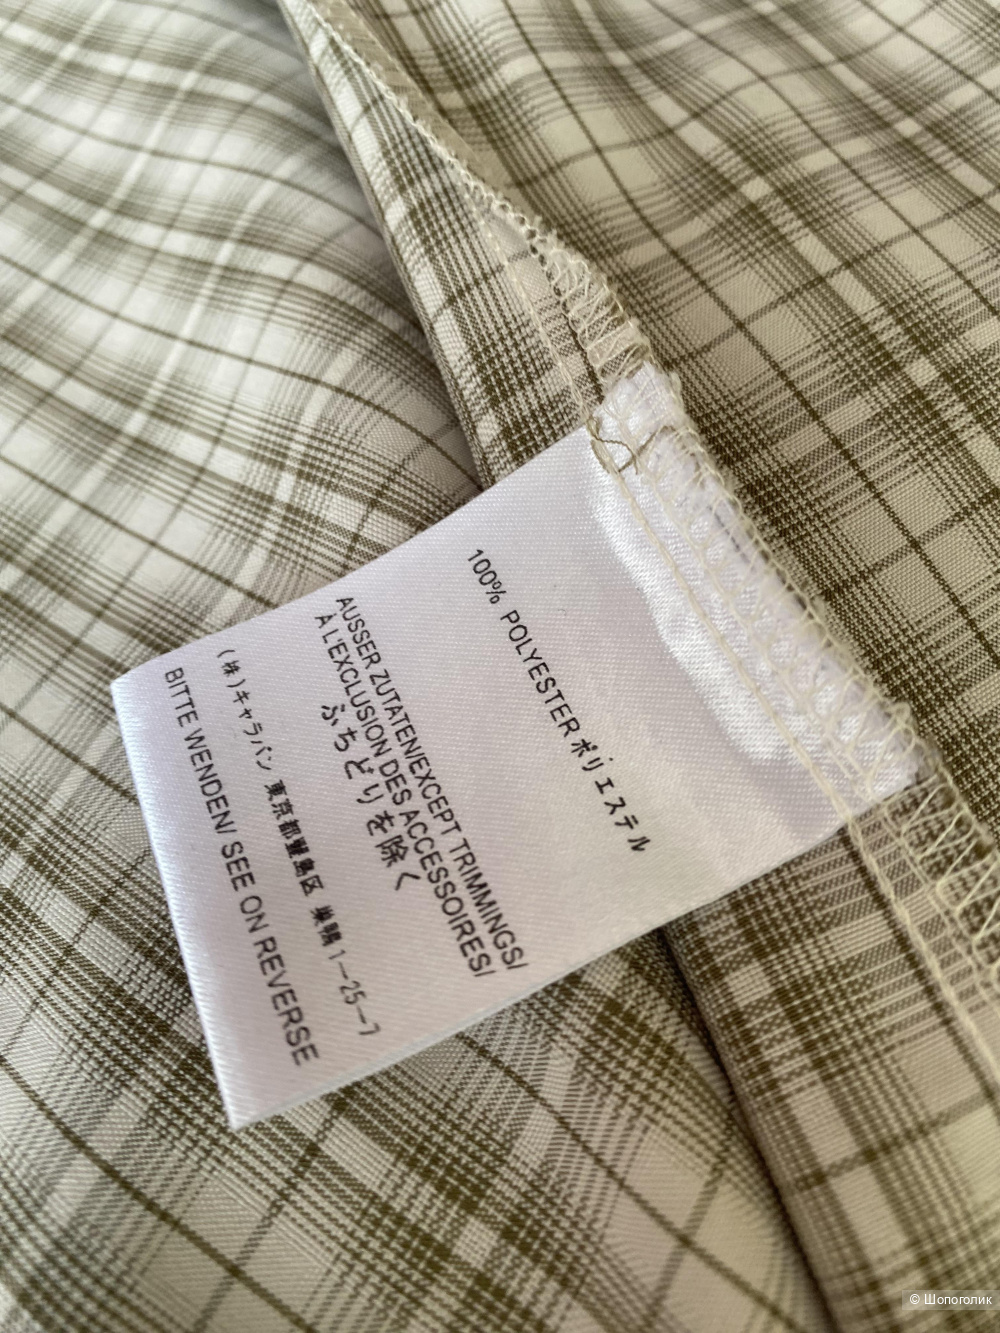 100% POLYESTER ポリエステル
AUSSER ZUTATEN/EXCEPT TRIMMINGS/
À L'EXCLUSION DES ACCESSOIRES/
ふちどりを除く
(株)キャラバン 東京都豊島区 巣鴨 1-25-7
BITTE WENDEN/ SEE ON REVERSE
© Шопоголик